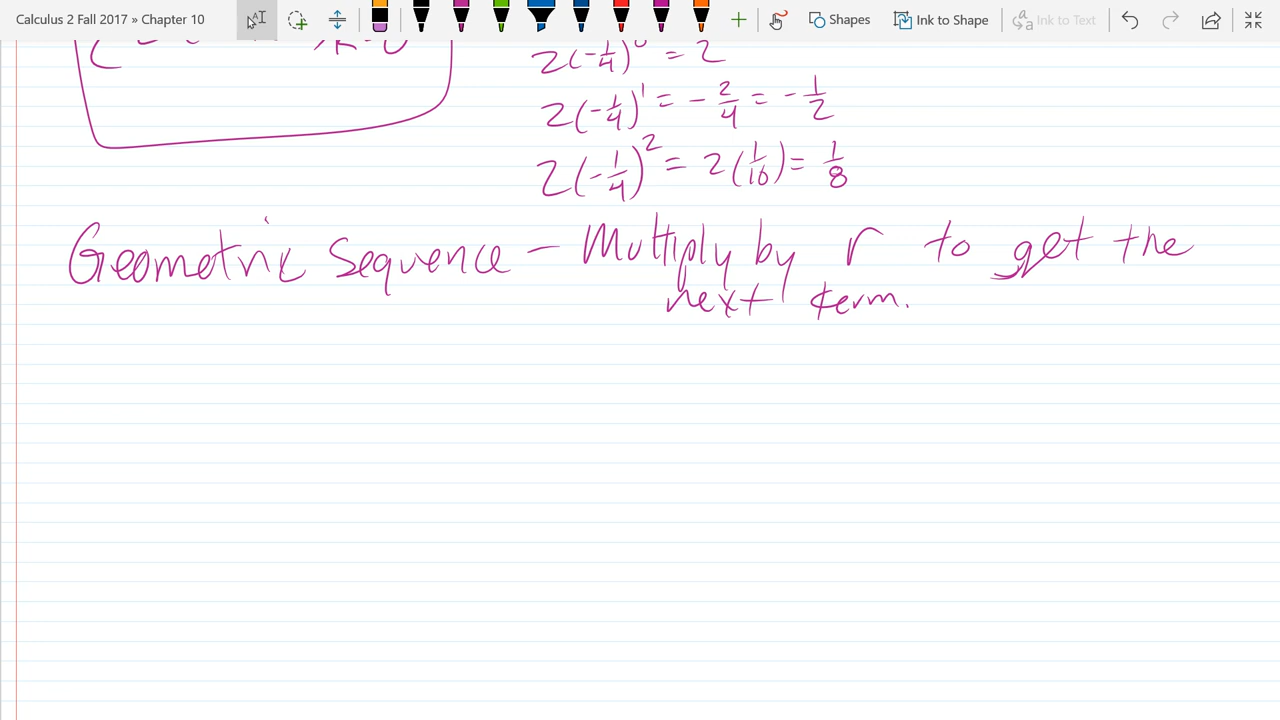 Calculus 2 Fall 2017 » Chapter 10
Shapes
Ink to Shape
Ink to Text
2(-1/4)^0 = 2
2(-1/4)^1 = -2/4 = -1/2
2(-1/4)^2 = 2(1/16) = 1/8
Geometric Sequence - Multiply by r to get the
next term.